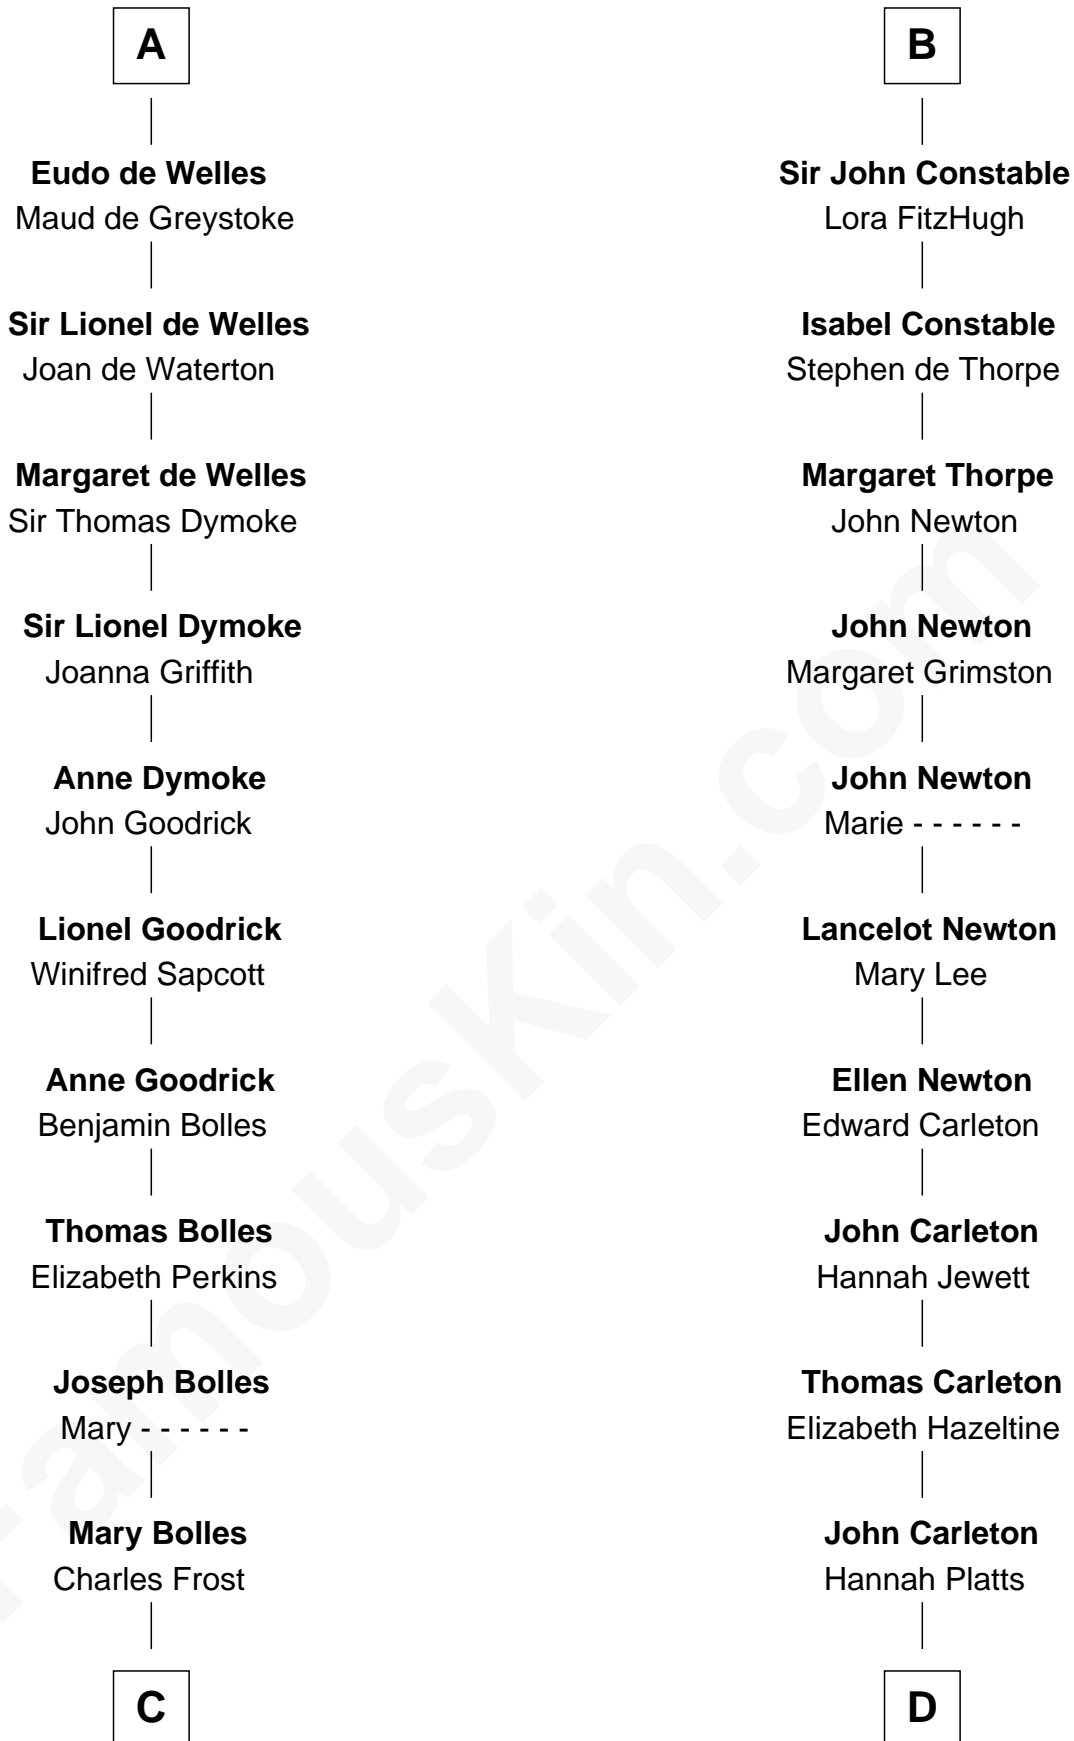 A
Eudo de Welles
Maud de Greystoke
Sir Lionel de Welles
Joan de Waterton
Margaret de Welles
Sir Thomas Dymoke
Sir Lionel Dymoke
Joanna Griffith
Anne Dymoke
John Goodrick
Lionel Goodrick
Winifred Sapcott
Anne Goodrick
Benjamin Bolles
Thomas Bolles
Elizabeth Perkins
Joseph Bolles
Mary - - - - - -
Mary Bolles
Charles Frost
C
B
Sir John Constable
Lora FitzHugh
Isabel Constable
Stephen de Thorpe
Margaret Thorpe
John Newton
John Newton
Margaret Grimston
John Newton
Marie - - - - - -
Lancelot Newton
Mary Lee
Ellen Newton
Edward Carleton
John Carleton
Hannah Jewett
Thomas Carleton
Elizabeth Hazeltine
John Carleton
Hannah Platts
D
FamousKin.com